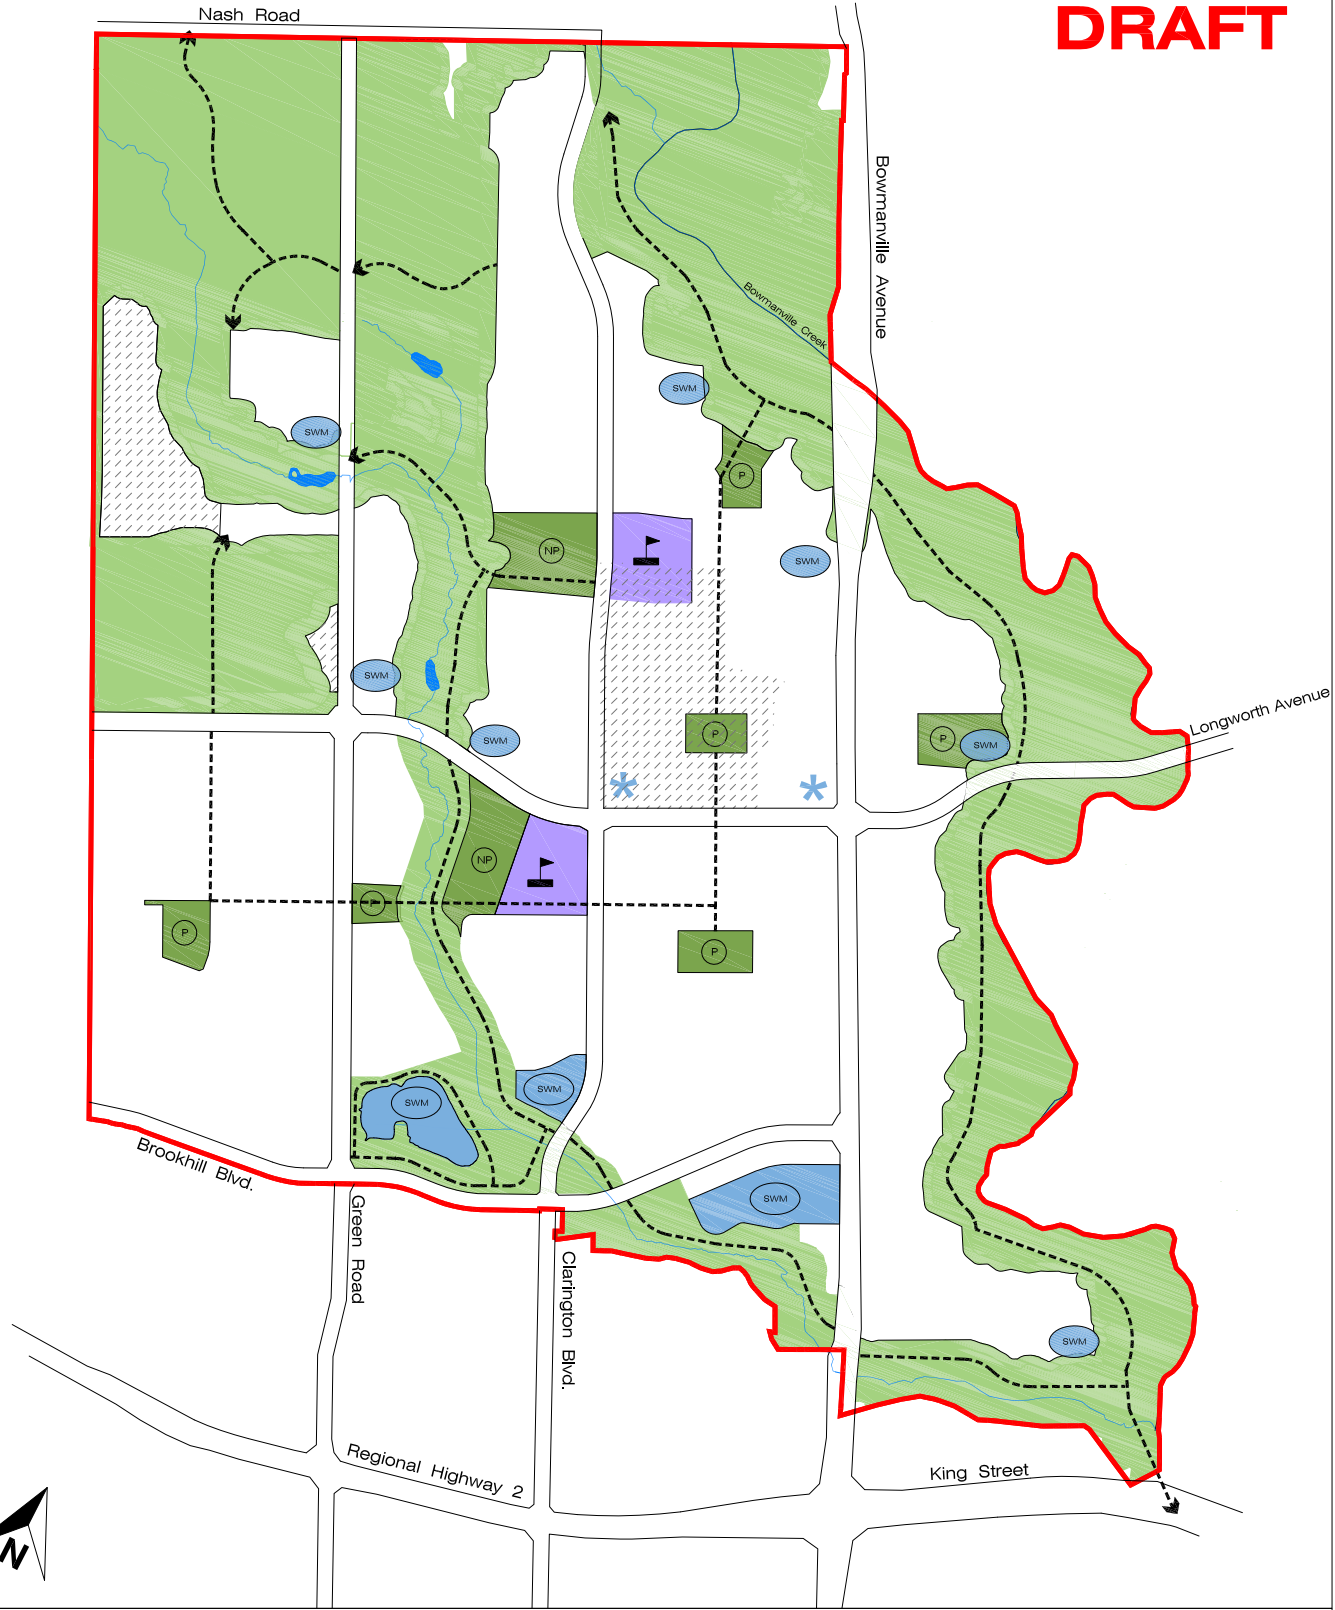 Nash Road
DRAFT
Bowmanville Avenue
Bowmanville Creek
SWM
SWM
P
NP
SWM
SWM
Longworth Avenue
P
P
SWM
SWM
NP
P
P
P
SWM
SWM
Brookhill Blvd.
SWM
Green Road
Clarington Blvd.
SWM
Regional Highway 2
King Street
N